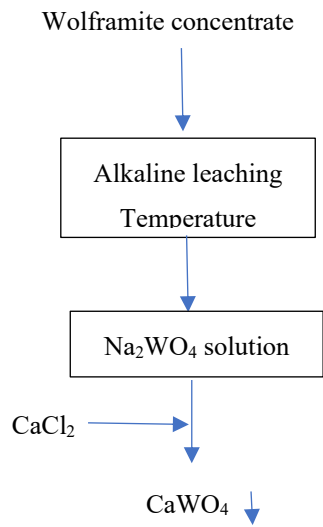 Wolframite concentrate
Alkaline leaching
Temperature
Na₂WO₄ solution
CaCl₂
CaWO₄